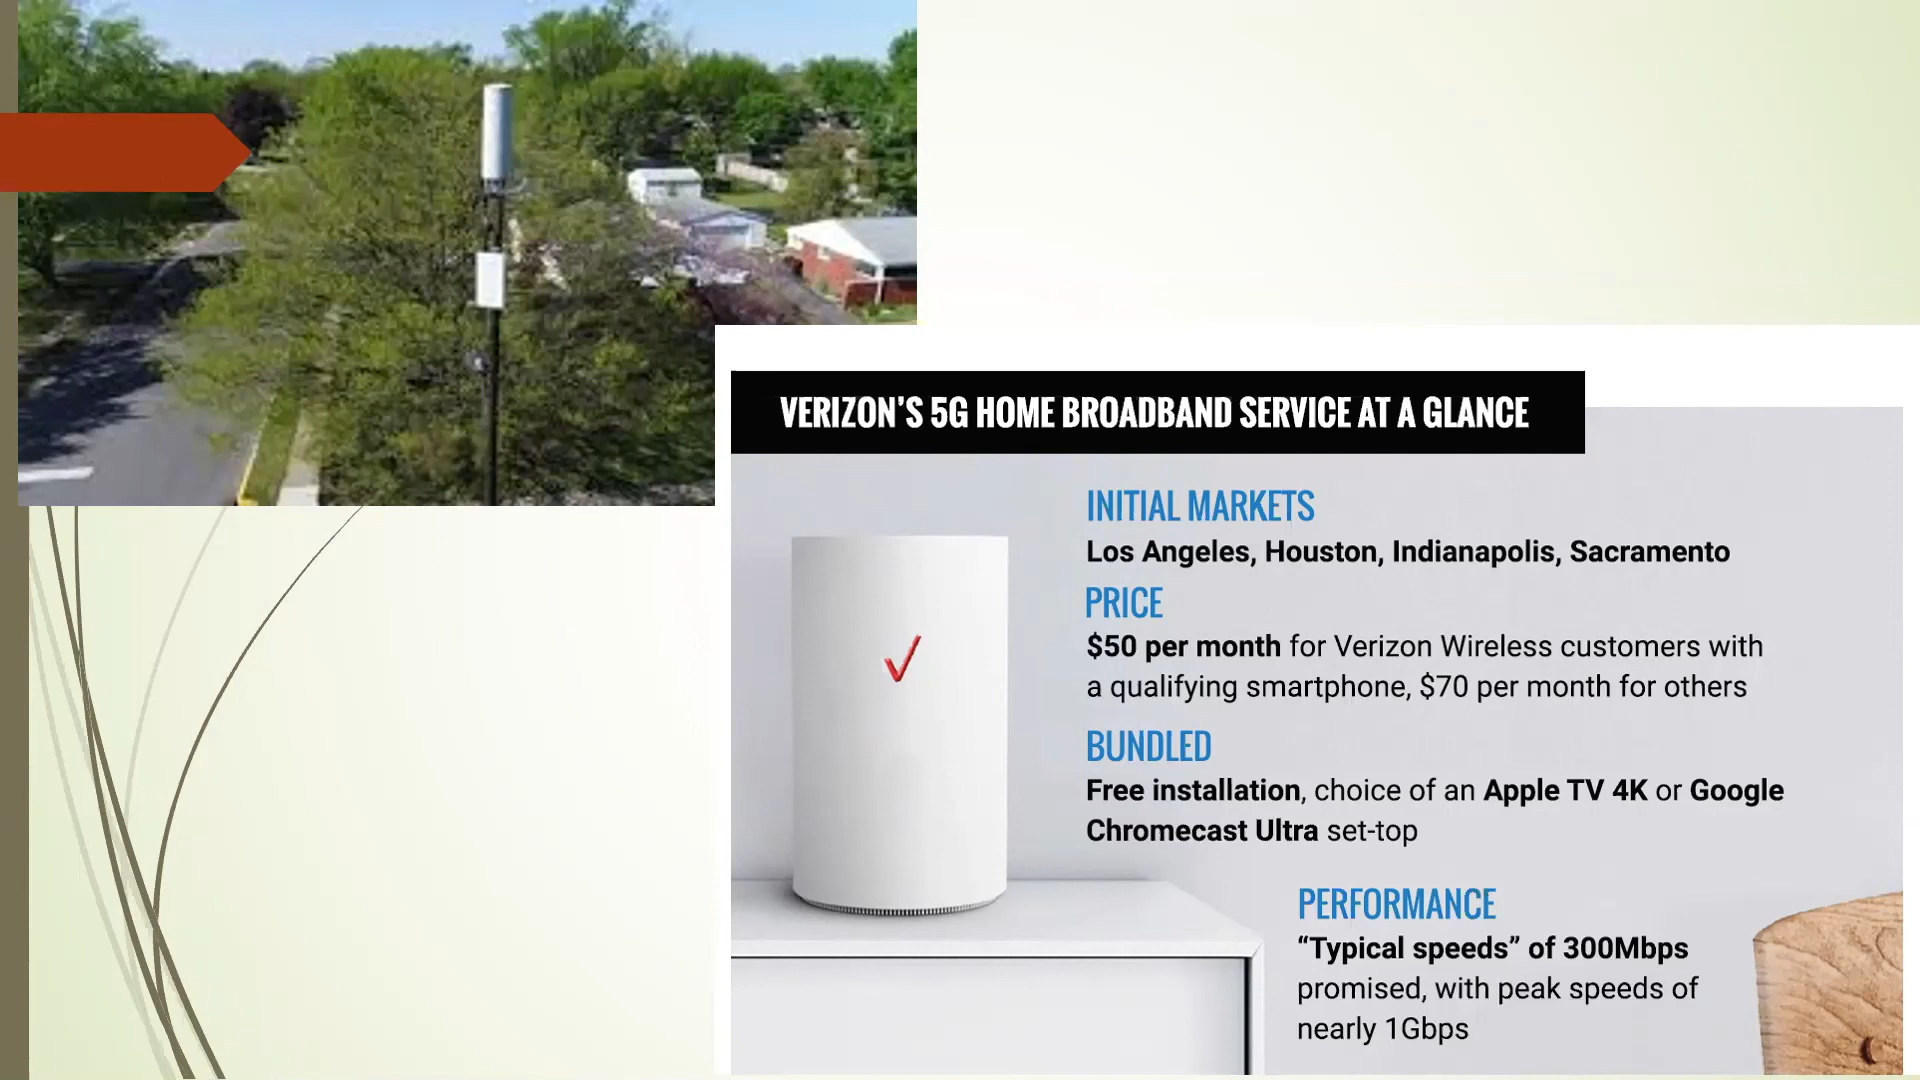 VERIZON’S 5G HOME BROADBAND SERVICE AT A GLANCE
INITIAL MARKETS
Los Angeles, Houston, Indianapolis, Sacramento
PRICE
$50 per month for Verizon Wireless customers with
a qualifying smartphone, $70 per month for others
BUNDLED
Free installation, choice of an Apple TV 4K or Google
Chromecast Ultra set-top
PERFORMANCE
“Typical speeds” of 300Mbps
promised, with peak speeds of
nearly 1Gbps